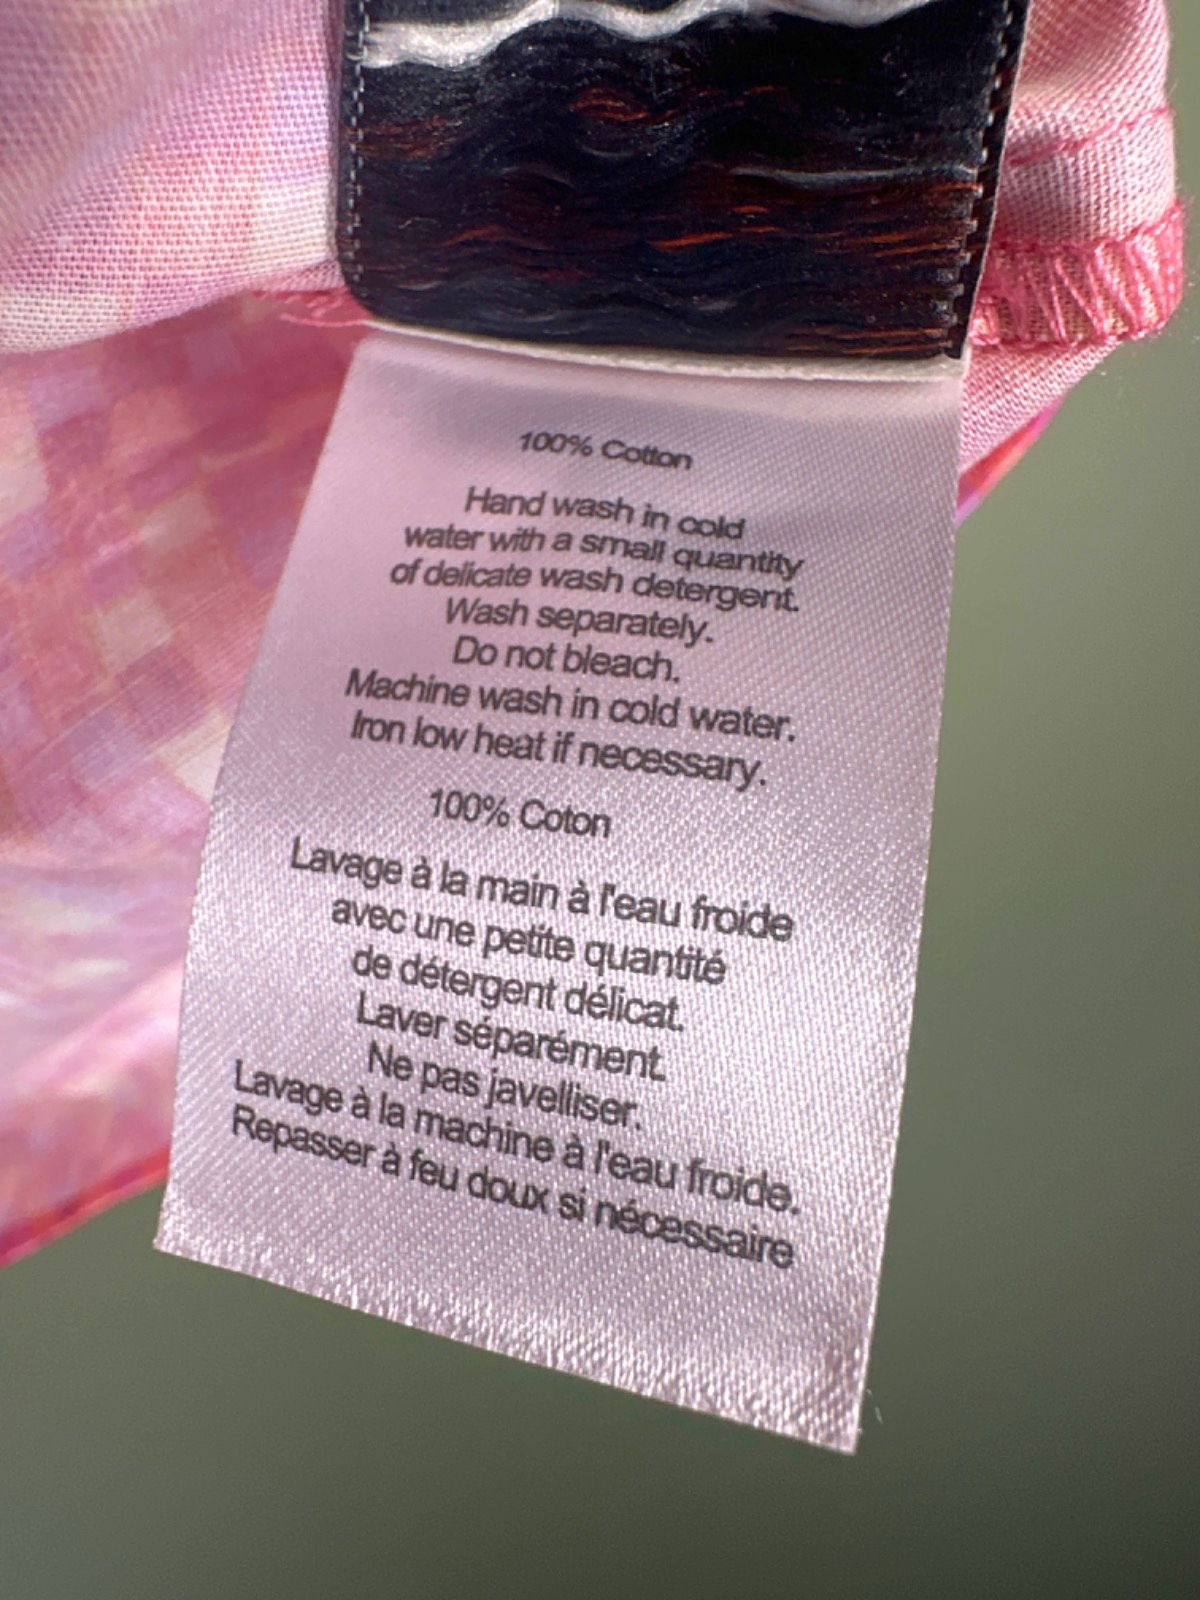 100% Cotton
Hand wash in cold
water with a small quantity
of delicate wash detergent.
Wash separately.
Do not bleach.
Machine wash in cold water.
Iron low heat if necessary.
100% Coton
Lavage à la main à l'eau froide
avec une petite quantité
de détergent délicat.
Laver séparément.
Ne pas javelliser.
Lavage à la machine à l'eau froide.
Repasser à feu doux si nécessaire